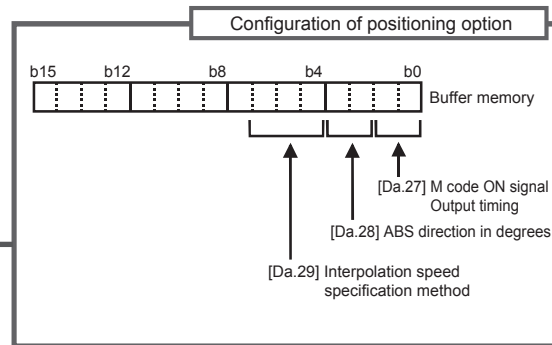 Configuration of positioning option
b15 b12 b8 b4 b0
Buffer memory
[Da.27] M code ON signal
Output timing
[Da.28] ABS direction in degrees
[Da.29] Interpolation speed
specification method